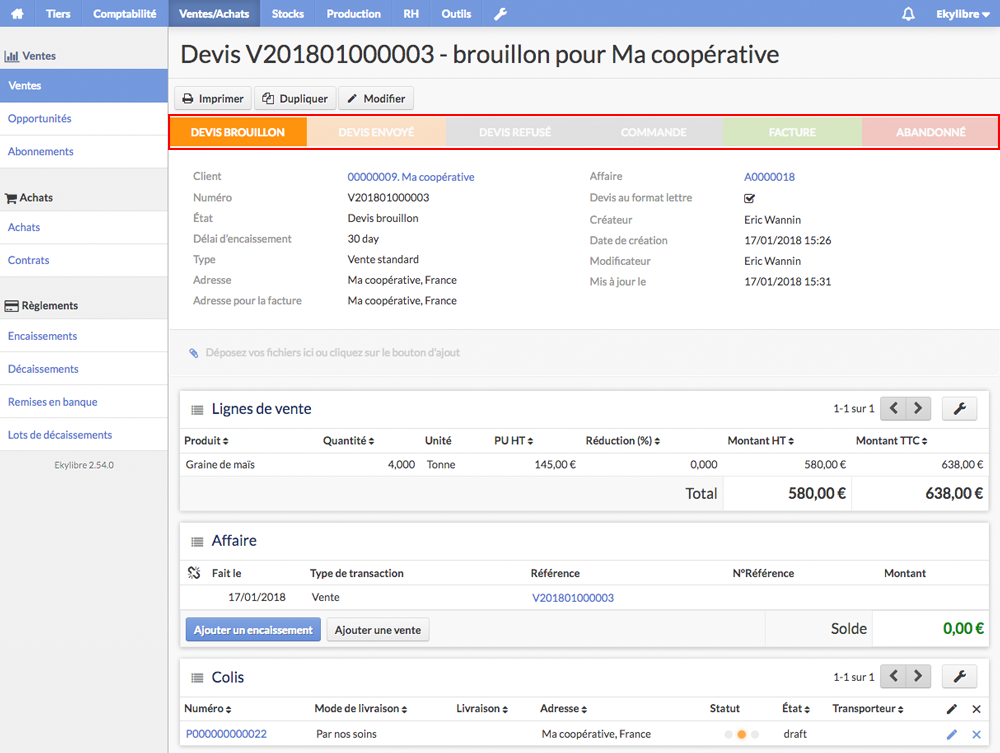 Tiers Comptabilité Ventes/Achats Stocks Production RH Outils Ekylibre
Ventes
Ventes
Opportunités
Abonnements
Achats
Achats
Contrats
Règlements
Encaissements
Décaissements
Remises en banque
Lots de décaissements
Ekylibre 2.54.0
Devis V201801000003 - brouillon pour Ma coopérative
Imprimer Dupliquer Modifier
DEVIS BROUILLON DEVIS ENVOYÉ DEVIS REFUSÉ COMMANDE FACTURE ABANDONNÉ
Client 00000009. Ma coopérative Affaire A0000018
Numéro V201801000003 Devis au format lettre
État Devis brouillon Créateur Eric Wannin
Délai d'encaissement 30 day Date de création 17/01/2018 15:26
Type Vente standard Modificateur Eric Wannin
Adresse Ma coopérative, France Mis à jour le 17/01/2018 15:31
Adresse pour la facture Ma coopérative, France
Déposez vos fichiers ici ou cliquez sur le bouton d'ajout
Lignes de vente 1-1 sur 1
Produit Quantité Unité PU HT Réduction (%) Montant HT Montant TTC
Graine de maïs 4,000 Tonne 145,00 € 0,000 580,00 € 638,00 €
Total 580,00 € 638,00 €
Affaire
Fait le Type de transaction Référence N°Référence Montant
17/01/2018 Vente V201801000003
Ajouter un encaissement Ajouter une vente Solde 0,00 €
Colis 1-1 sur 1
Numéro Mode de livraison Livraison Adresse Statut État Transporteur
P000000000022 Par nos soins Ma coopérative, France draft